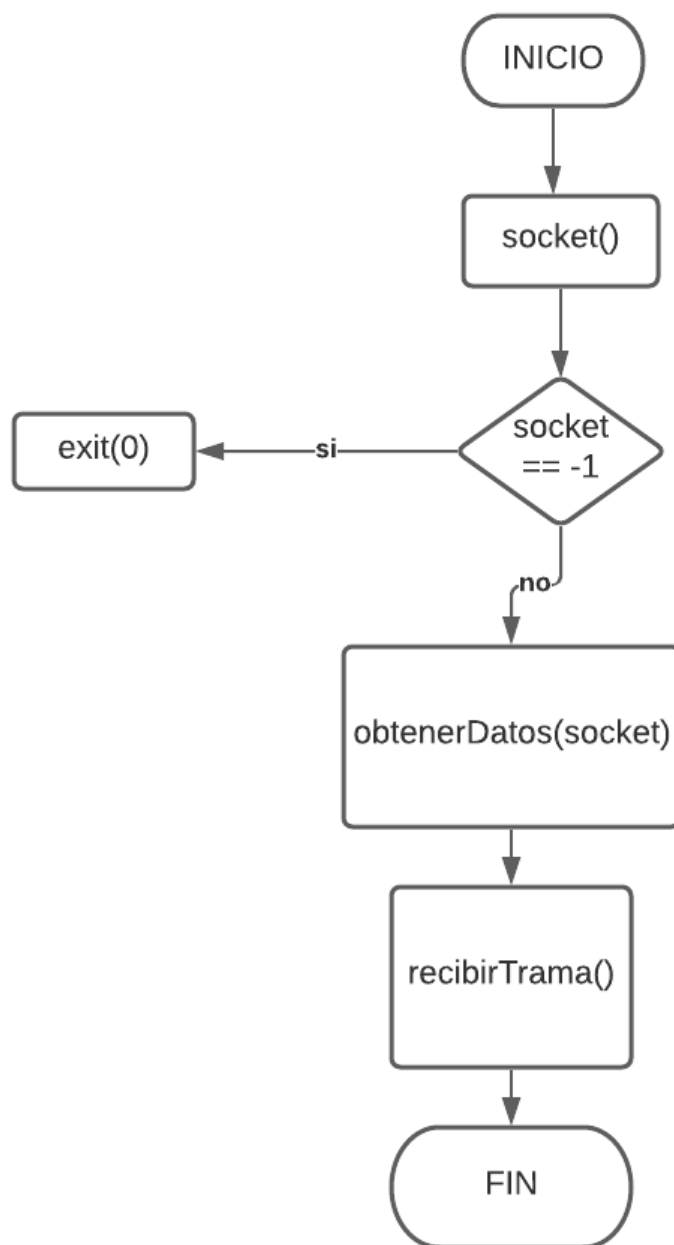 INICIO
socket()
socket
== -1
si
exit(0)
no
obtenerDatos(socket)
recibirTrama()
FIN